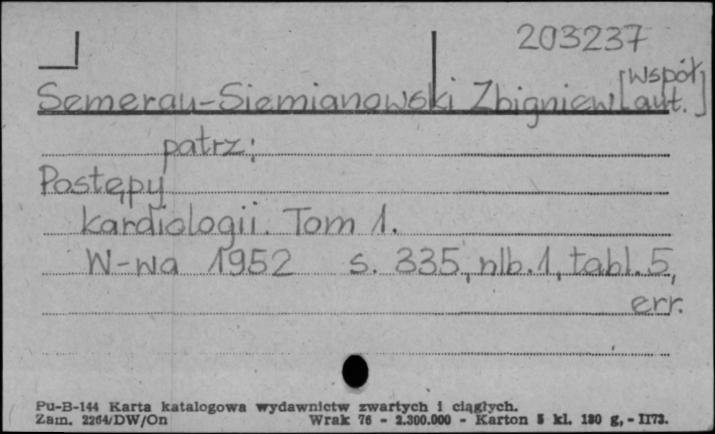 203237
Semerau-Siemianowski Zbigniew [współaut.]
patrz:
Postępy
kardiologii. Tom 1.
W-wa 1952 s. 335, nlb. 1, tabl. 5,
err.
Pu-B-144 Karta katalogowa wydawnictw zwartych i ciągłych.
Zam. 2264/DW/On Wrak 76 - 2.300.000 - Karton 5 kl. 180 g, - II73.